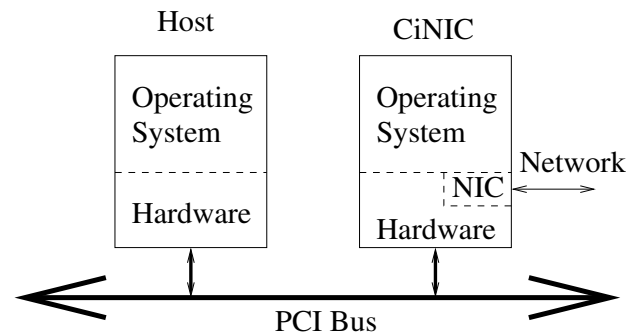 Host
CiNIC
Operating
System
Operating
System
Network
NIC
Hardware
Hardware
PCI Bus